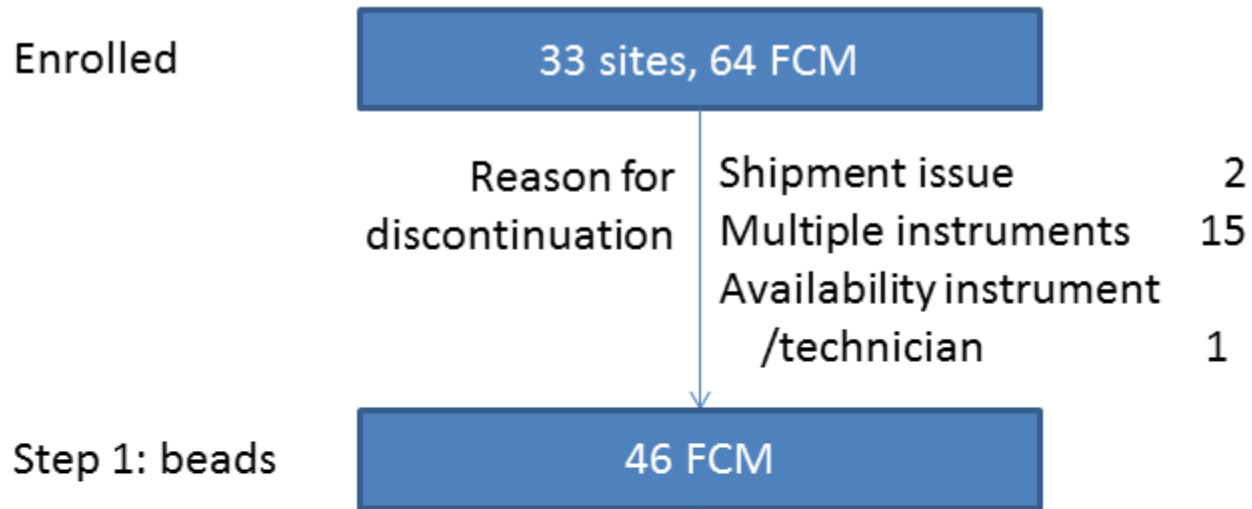 Enrolled
33 sites, 64 FCM
Reason for
discontinuation
Shipment issue 2
Multiple instruments 15
Availability instrument
/technician 1
Step 1: beads
46 FCM